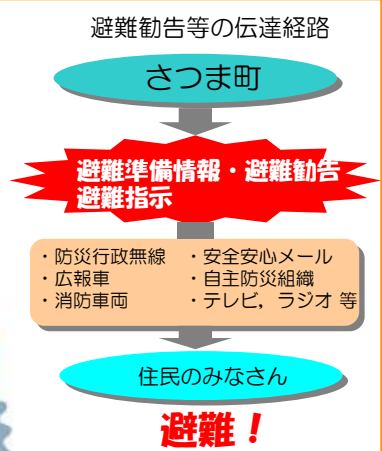 避難勧告等の伝達経路
さつま町
避難準備情報・避難勧告
避難指示
・防災行政無線 ・安全安心メール
・広報車 ・自主防災組織
・消防車両 ・テレビ，ラジオ 等
住民のみなさん
避難！